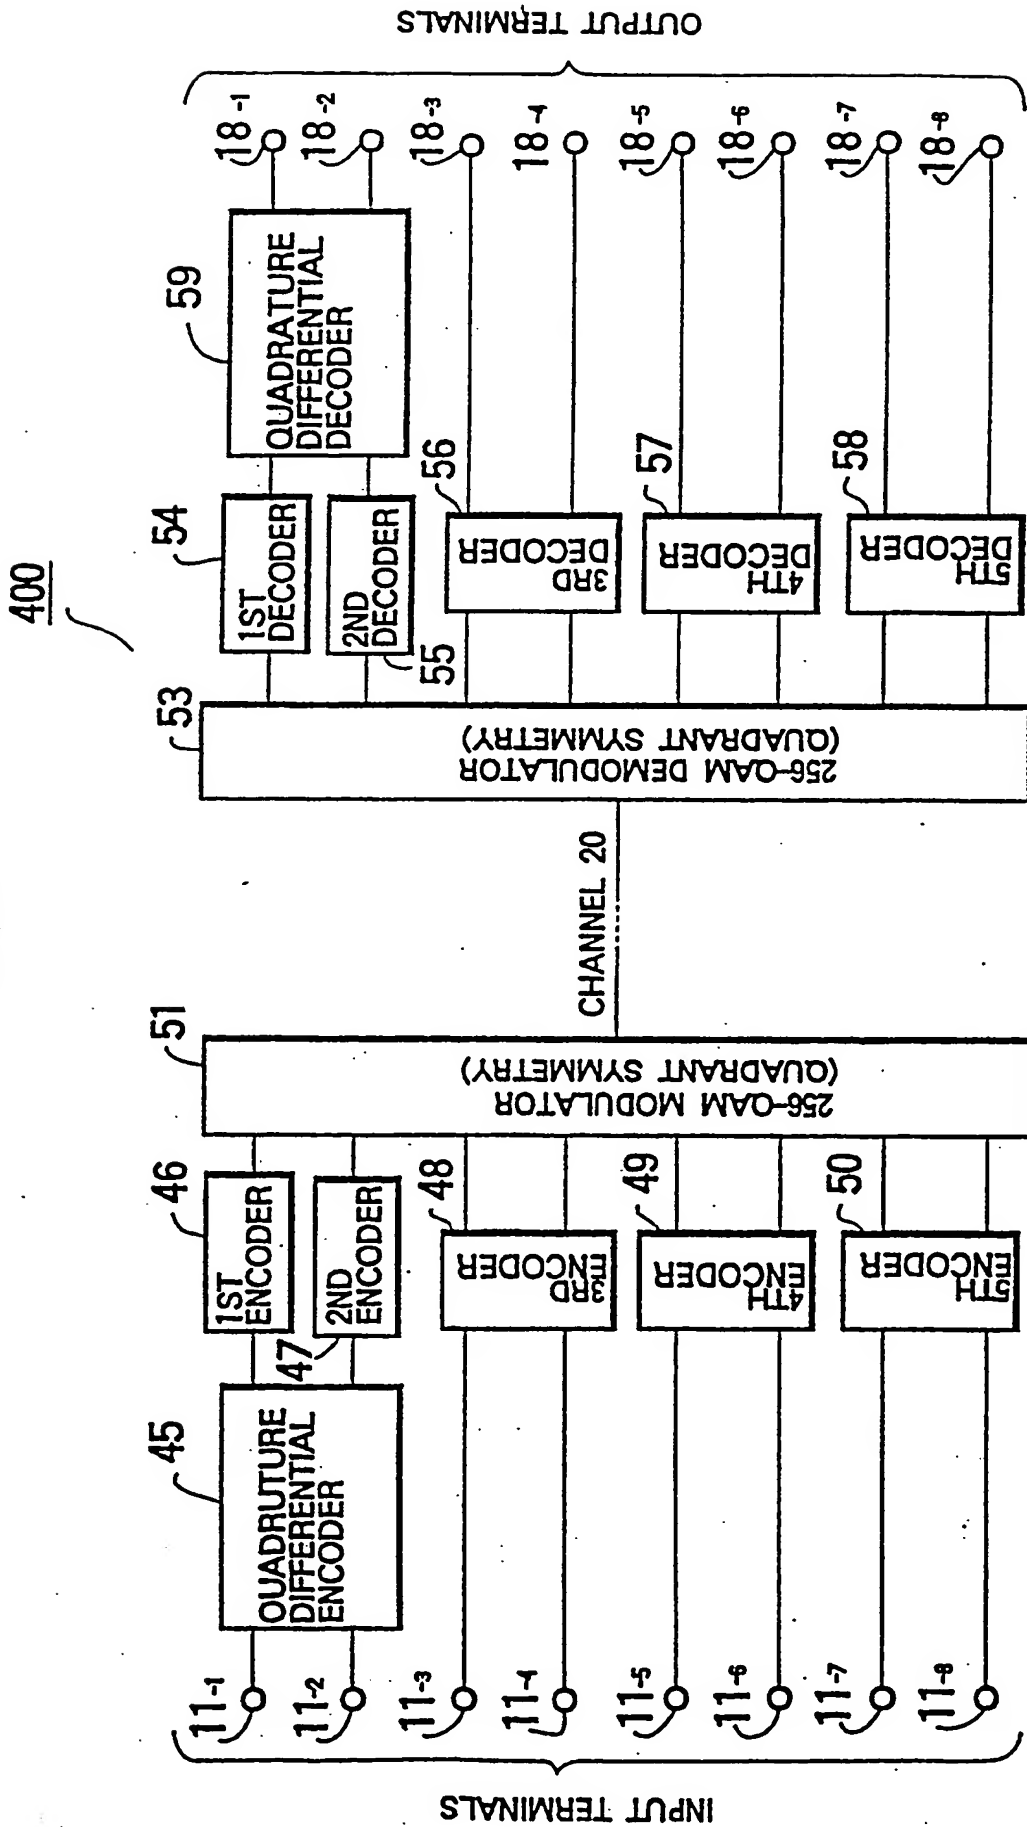 400
INPUT TERMINALS
11-1
11-2
11-3
11-4
11-5
11-6
11-7
11-8
45
QUADRUTURE
DIFFERENTIAL
ENCODER
46
1ST
ENCODER
47
2ND
ENCODER
48
3RD
ENCODER
49
4TH
ENCODER
50
5TH
ENCODER
51
256-QAM MODULATOR
(QUADRANT SYMMETRY)
CHANNEL 20
53
256-QAM DEMODULATOR
(QUADRANT SYMMETRY)
54
1ST
DECODER
55
2ND
DECODER
56
3RD
DECODER
57
4TH
DECODER
58
5TH
DECODER
59
QUADRATURE
DIFFERENTIAL
DECODER
18-1
18-2
18-3
18-4
18-5
18-6
18-7
18-8
OUTPUT TERMINALS